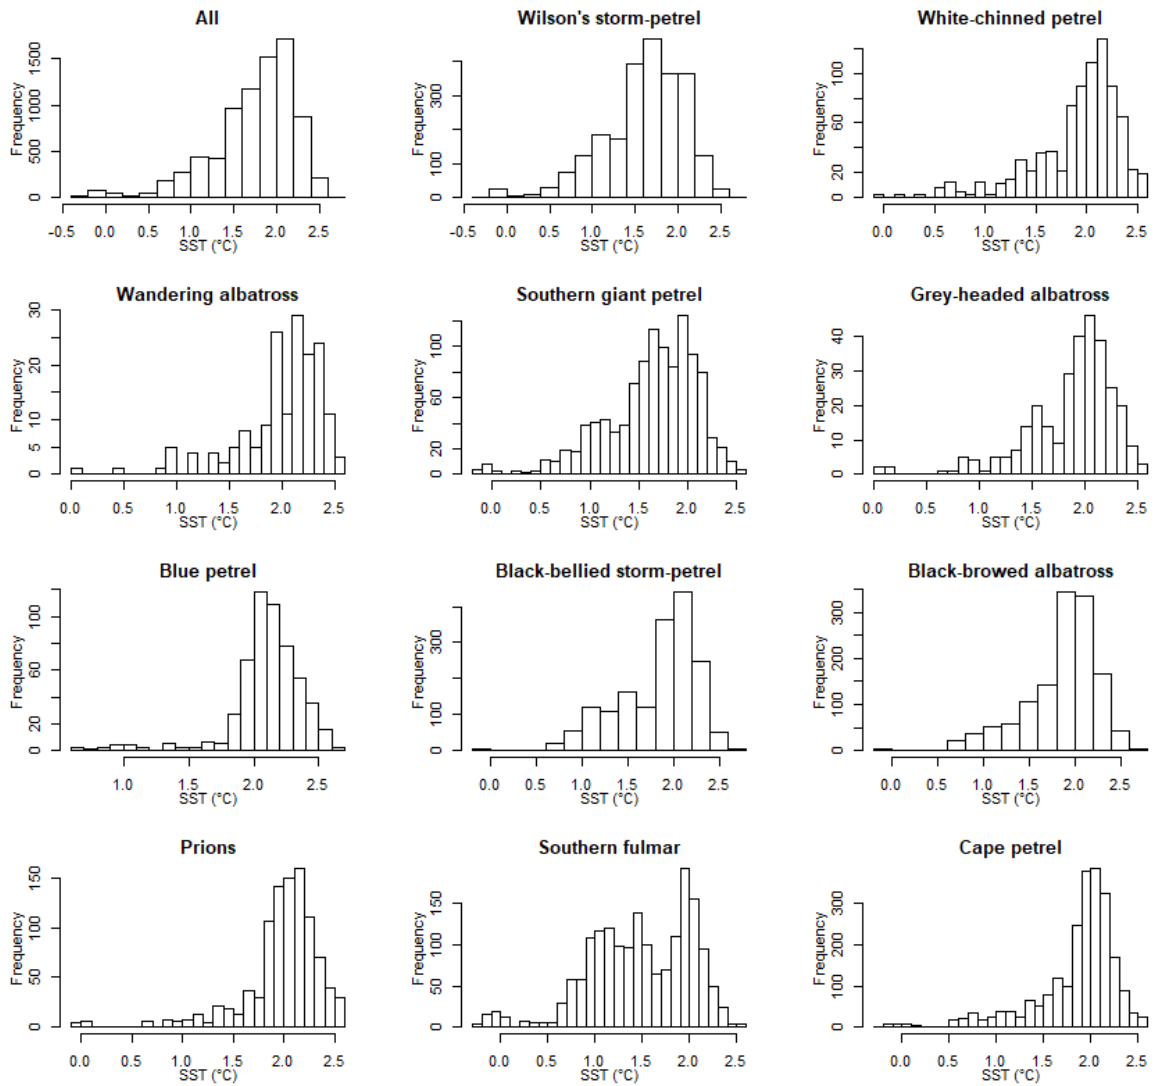 All
Frequency
0 500 1000 1500
-0.5 0.0 0.5 1.0 1.5 2.0 2.5
SST (°C)
Wilson's storm-petrel
Frequency
0 100 300
-0.5 0.0 0.5 1.0 1.5 2.0 2.5
SST (°C)
White-chinned petrel
Frequency
0 20 60 100
0.0 0.5 1.0 1.5 2.0 2.5
SST (°C)
Wandering albatross
Frequency
0 5 10 20 30
0.0 0.5 1.0 1.5 2.0 2.5
SST (°C)
Southern giant petrel
Frequency
0 20 60 100
0.0 0.5 1.0 1.5 2.0 2.5
SST (°C)
Grey-headed albatross
Frequency
0 10 20 30 40
0.0 0.5 1.0 1.5 2.0 2.5
SST (°C)
Blue petrel
Frequency
0 20 60 100
1.0 1.5 2.0 2.5
SST (°C)
Black-bellied storm-petrel
Frequency
0 100 300
0.0 0.5 1.0 1.5 2.0 2.5
SST (°C)
Black-browed albatross
Frequency
0 100 200 300
0.0 0.5 1.0 1.5 2.0 2.5
SST (°C)
Prions
Frequency
0 50 100 150
0.0 0.5 1.0 1.5 2.0 2.5
SST (°C)
Southern fulmar
Frequency
0 50 100 150
0.0 0.5 1.0 1.5 2.0 2.5
SST (°C)
Cape petrel
Frequency
0 100 200 300
0.0 0.5 1.0 1.5 2.0 2.5
SST (°C)